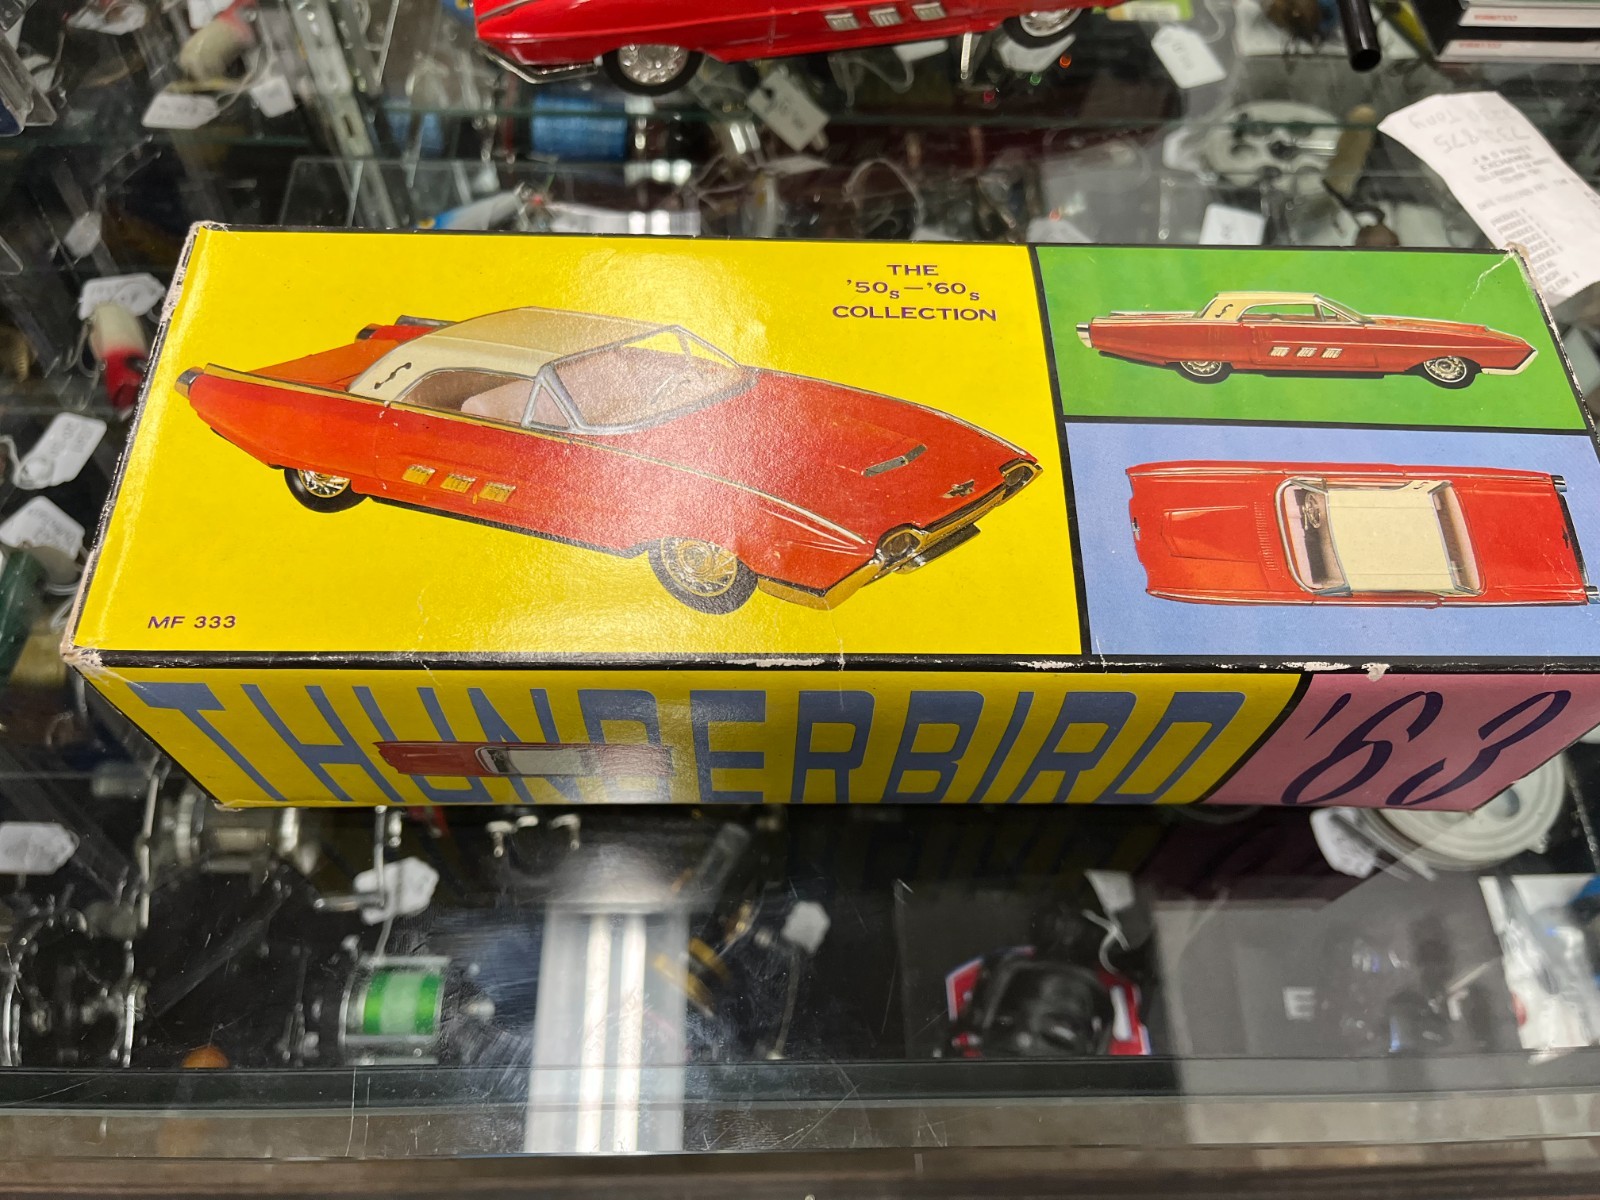 THE
'50s–'60s
COLLECTION
MF 333
THUNDERBIRD '63